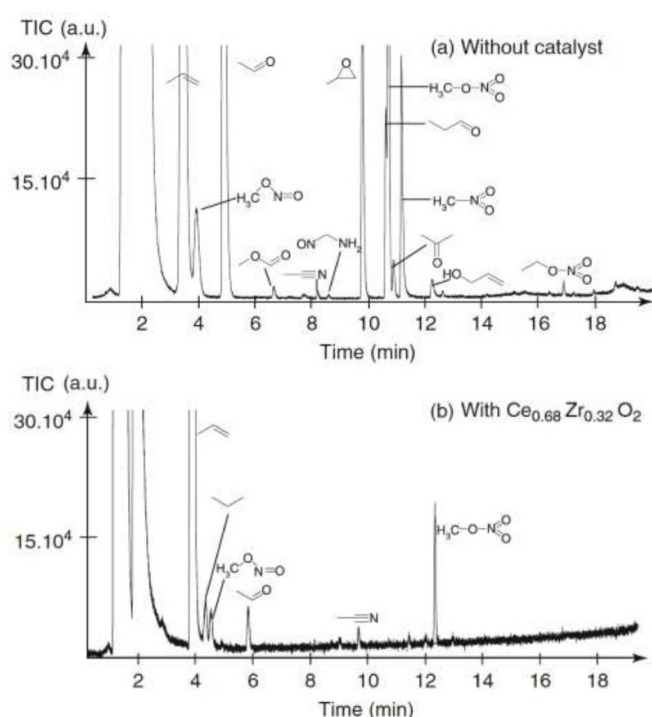 TIC (a.u.)
(a) Without catalyst
30.10⁴
O
O
H₃C O N O O
O
15.10⁴
H₃C O N O
H₃C N O O
O O
ON NH₂
N
O
HO
O N O O
2 4 6 8 10 12 14 16 18
Time (min)
TIC (a.u.)
(b) With Ce₀.₆₈ Zr₀.₃₂ O₂
30.10⁴
15.10⁴
H₃C O N O
O
N
H₃C O N O O
2 4 6 8 10 12 14 16 18
Time (min)